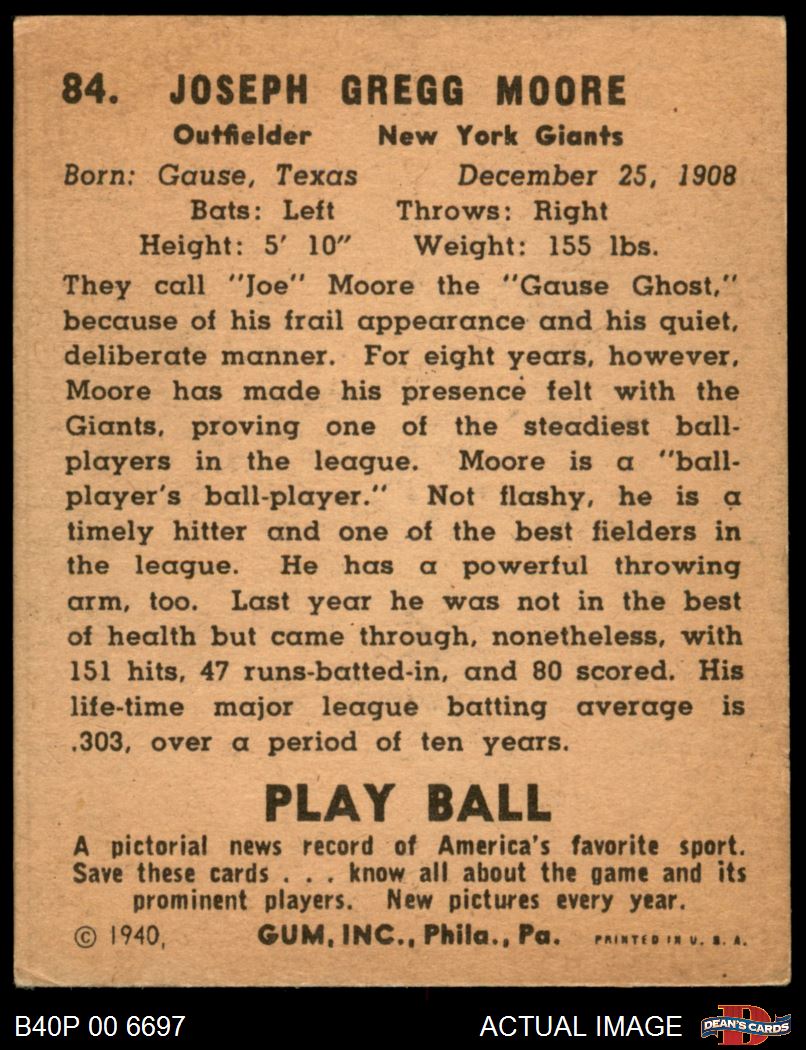 84. JOSEPH GREGG MOORE
Outfielder New York Giants
Born: Gause, Texas December 25, 1908
Bats: Left Throws: Right
Height: 5' 10" Weight: 155 lbs.
They call "Joe" Moore the "Gause Ghost,"
because of his frail appearance and his quiet,
deliberate manner. For eight years, however,
Moore has made his presence felt with the
Giants, proving one of the steadiest ball-
players in the league. Moore is a "ball-
player's ball-player." Not flashy, he is a
timely hitter and one of the best fielders in
the league. He has a powerful throwing
arm, too. Last year he was not in the best
of health but came through, nonetheless, with
151 hits, 47 runs-batted-in, and 80 scored. His
life-time major league batting average is
.303, over a period of ten years.
PLAY BALL
A pictorial news record of America's favorite sport.
Save these cards . . . know all about the game and its
prominent players. New pictures every year.
© 1940, GUM, INC., Phila., Pa. PRINTED IN U. S. A.
B40P 00 6697 ACTUAL IMAGE D DEAN'S CARDS